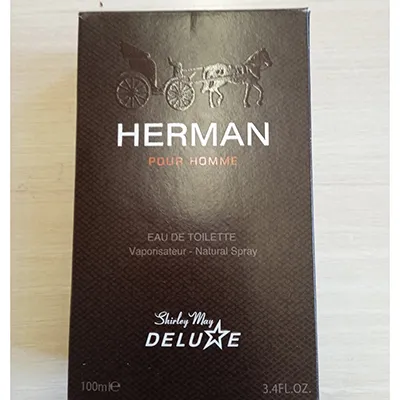 HERMAN
POUR HOMME
EAU DE TOILETTE
Vaporisateur - Natural Spray
Shirley May
DELUXE
100ml℮ 3.4FL.OZ.